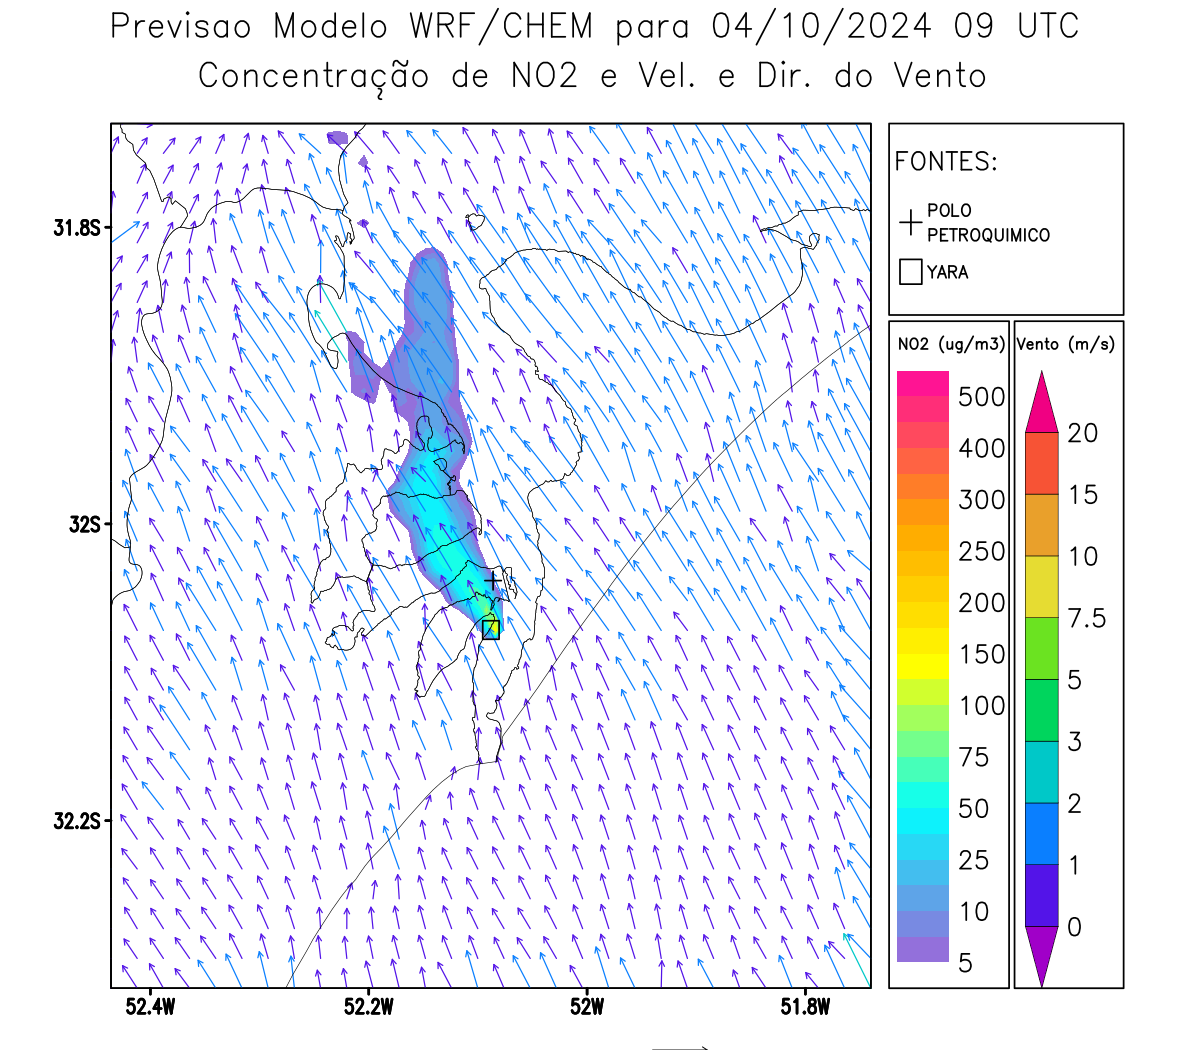 Previsao Modelo WRF/CHEM para 04/10/2024 09 UTC
Concentração de NO2 e Vel. e Dir. do Vento
FONTES:
POLO
PETROQUIMICO
YARA
NO2 (ug/m3)
500
400
300
250
200
150
100
75
50
25
10
5
Vento (m/s)
20
15
10
7.5
5
3
2
1
0
31.8S
32S
32.2S
52.4W
52.2W
52W
51.8W